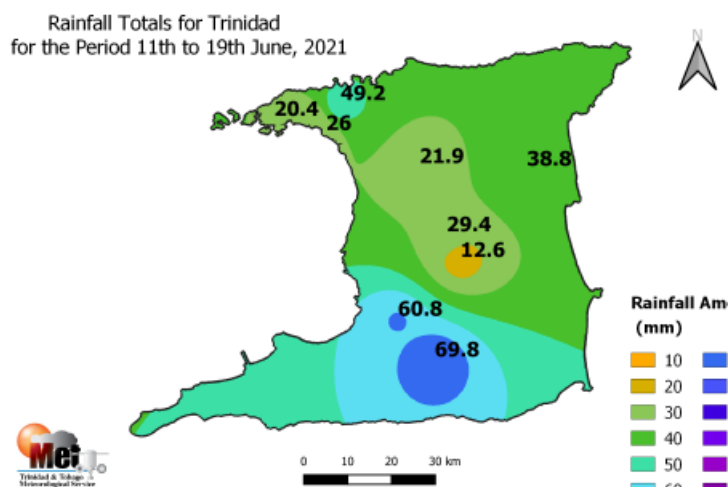 Rainfall Totals for Trinidad
for the Period 11th to 19th June, 2021
N
49.2
20.4
26
21.9
38.8
29.4
12.6
60.8
69.8
Rainfall Am
(mm)
10
20
30
40
50
60
Met
Trinidad & Tobago
Meteorological Service
0 10 20 30 km